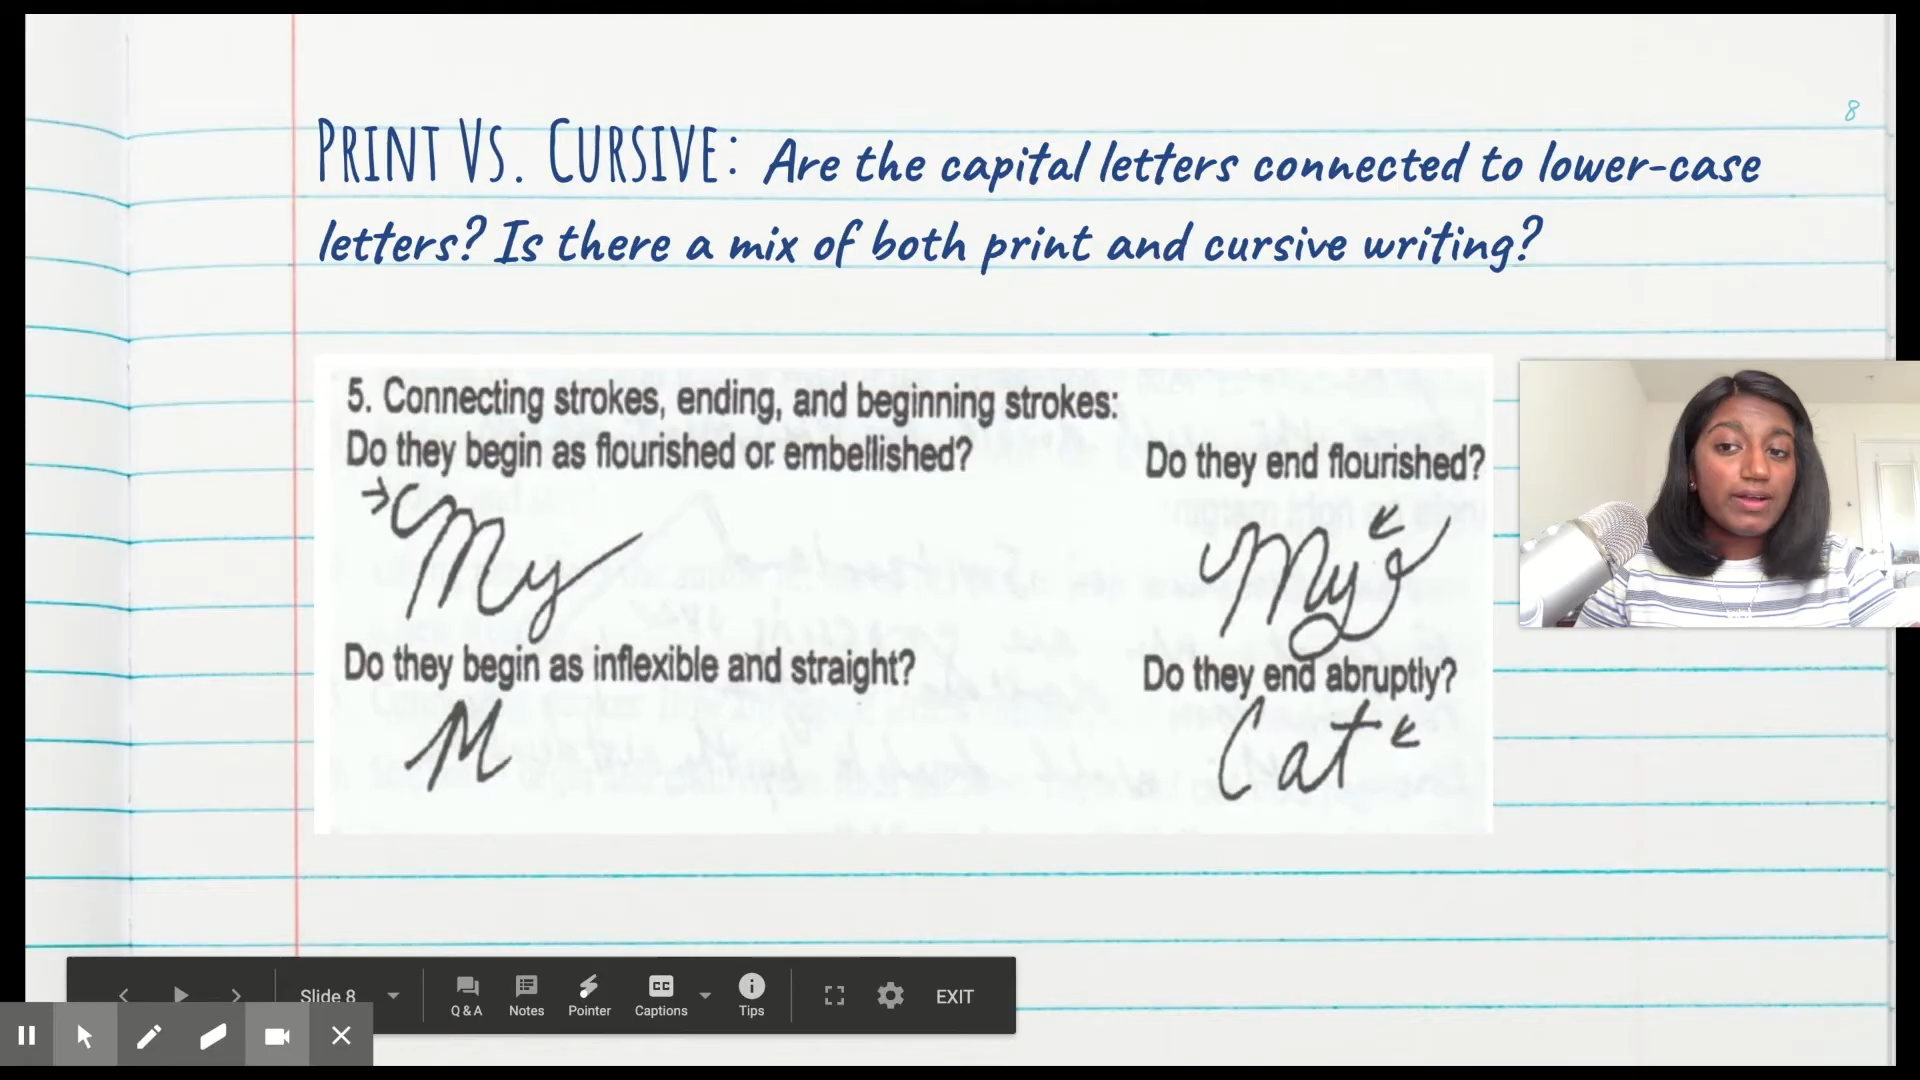 8
PRINT VS. CURSIVE: Are the capital letters connected to lower-case
letters? Is there a mix of both print and cursive writing?
5. Connecting strokes, ending, and beginning strokes:
Do they begin as flourished or embellished?
My
Do they begin as inflexible and straight?
M
Do they end flourished?
My
Do they end abruptly?
Cat
Slide 8
Q & A
Notes
Pointer
CC
Captions
Tips
EXIT